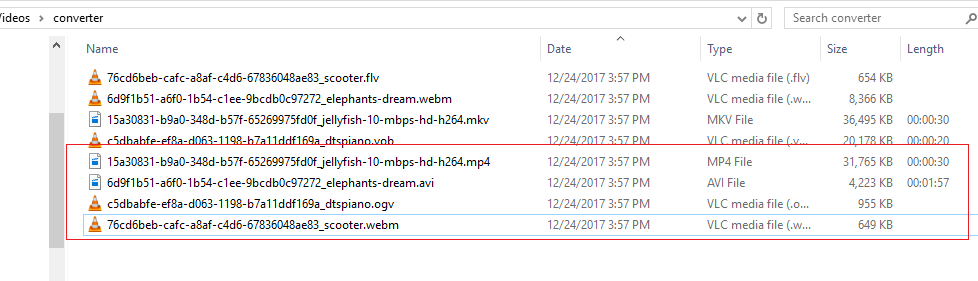 Videos > converter Search converter
Name Date Type Size Length
76cd6beb-cafc-a8af-c4d6-67836048ae83_scooter.flv 12/24/2017 3:57 PM VLC media file (.flv) 654 KB
6d9f1b51-a6f0-1b54-c1ee-9bcdb0c97272_elephants-dream.webm 12/24/2017 3:57 PM VLC media file (.w... 8,366 KB
15a30831-b9a0-348d-b57f-65269975fd0f_jellyfish-10-mbps-hd-h264.mkv 12/24/2017 3:57 PM MKV File 36,495 KB 00:00:30
c5dbabfe-ef8a-d063-1198-b7a11ddf169a_dtspiano.vob 12/24/2017 3:57 PM VLC media file (.v... 20,178 KB 00:00:20
15a30831-b9a0-348d-b57f-65269975fd0f_jellyfish-10-mbps-hd-h264.mp4 12/24/2017 3:57 PM MP4 File 31,765 KB 00:00:30
6d9f1b51-a6f0-1b54-c1ee-9bcdb0c97272_elephants-dream.avi 12/24/2017 3:57 PM AVI File 4,223 KB 00:01:57
c5dbabfe-ef8a-d063-1198-b7a11ddf169a_dtspiano.ogv 12/24/2017 3:57 PM VLC media file (.o... 955 KB
76cd6beb-cafc-a8af-c4d6-67836048ae83_scooter.webm 12/24/2017 3:57 PM VLC media file (.w... 649 KB